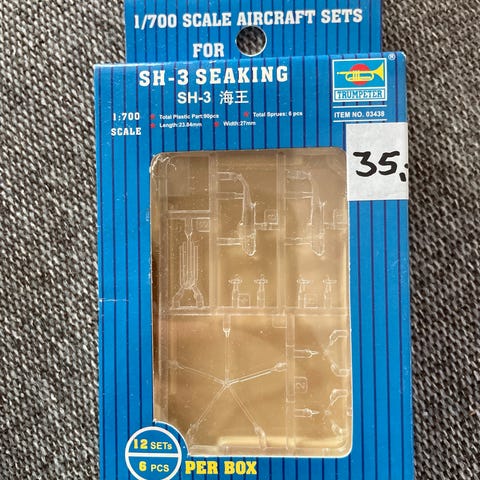 1/700 SCALE AIRCRAFT SETS
FOR
SH-3 SEAKING
SH-3 海王
TRUMPETER
1:700
SCALE
★ Total Plastic Part:90pcs ★ Total Sprues: 6 pcs
★ Length:23.84mm ★ Width:27mm
ITEM NO. 03438
35,-
12 SETs
6 PCS
PER BOX